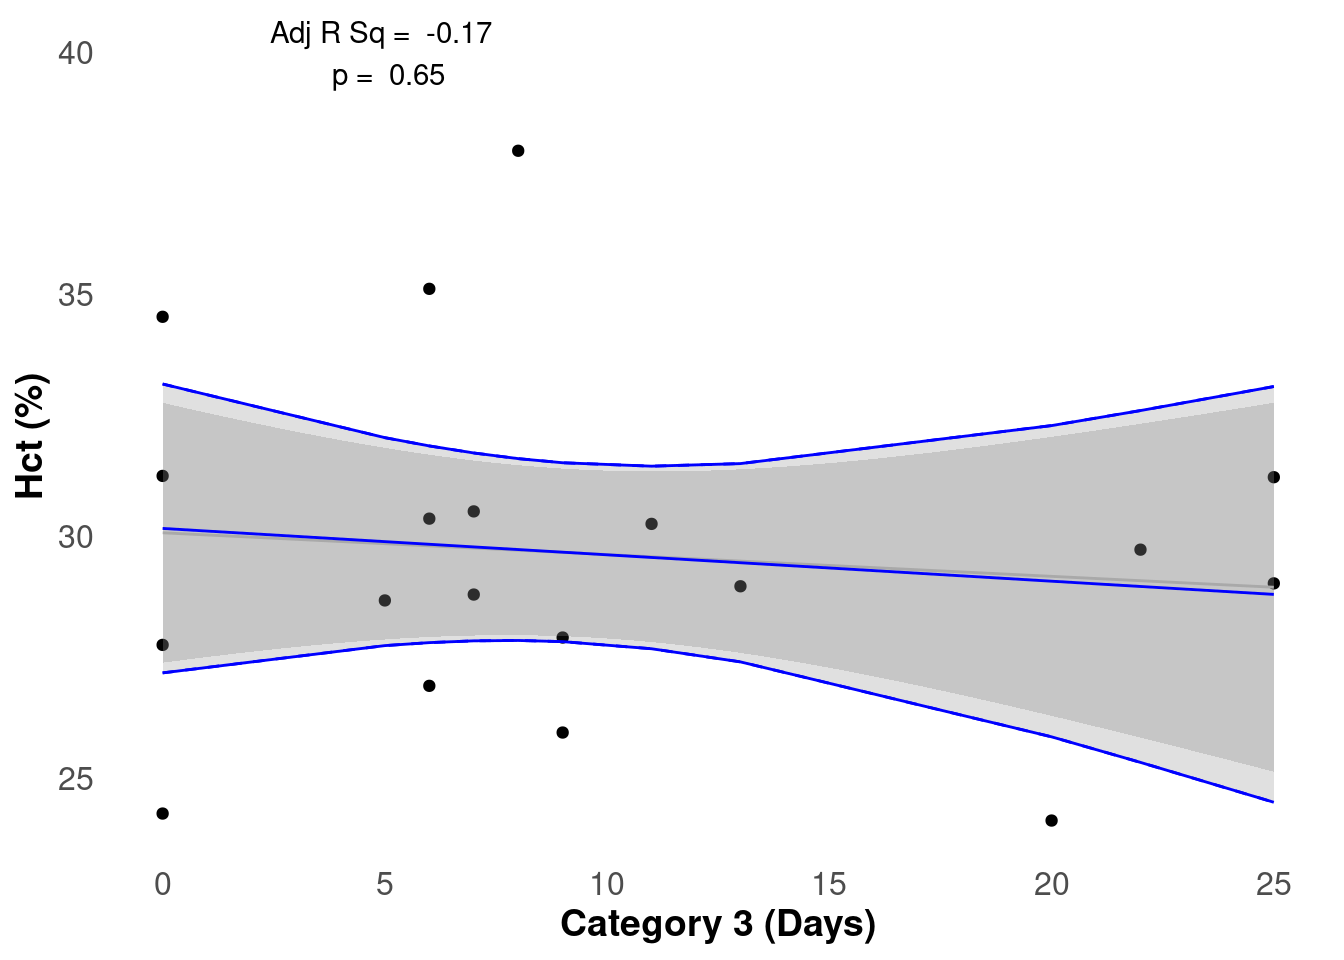 Adj R Sq =  -0.17
p =  0.65
40
35
30
25
Hct (%)
0 5 10 15 20 25
Category 3 (Days)